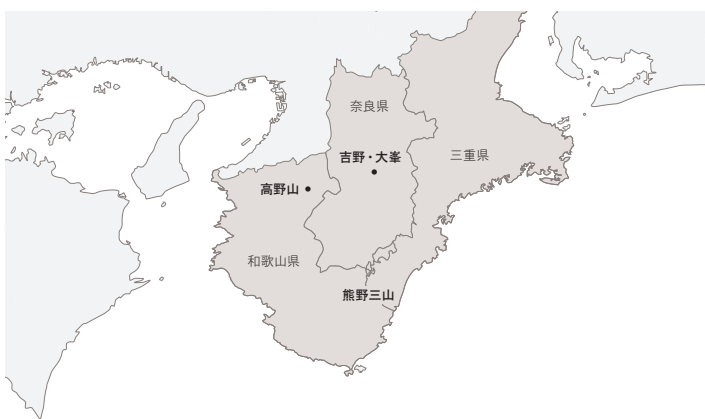 奈良県
吉野・大峯
三重県
高野山
和歌山県
熊野三山